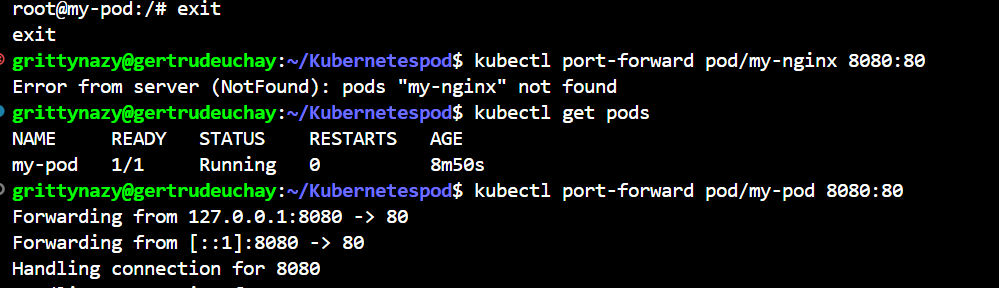 root@my-pod:/# exit
exit
grittynazy@gertrudeuchay:~/Kubernetespod$ kubectl port-forward pod/my-nginx 8080:80
Error from server (NotFound): pods "my-nginx" not found
grittynazy@gertrudeuchay:~/Kubernetespod$ kubectl get pods
NAME     READY   STATUS    RESTARTS   AGE
my-pod   1/1     Running   0          8m50s
grittynazy@gertrudeuchay:~/Kubernetespod$ kubectl port-forward pod/my-pod 8080:80
Forwarding from 127.0.0.1:8080 -> 80
Forwarding from [::1]:8080 -> 80
Handling connection for 8080